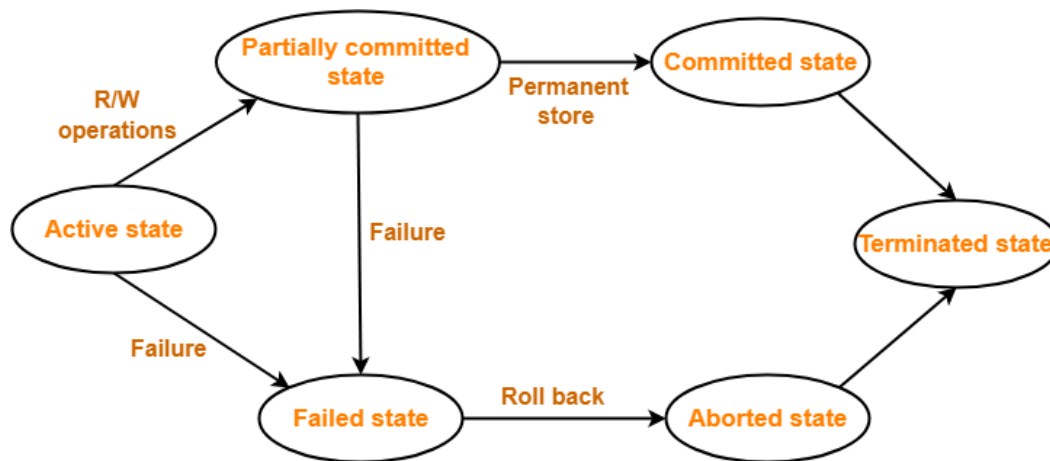 Partially committed
state
Committed state
Permanent
store
R/W
operations
Active state
Failure
Terminated state
Failure
Failed state
Roll back
Aborted state